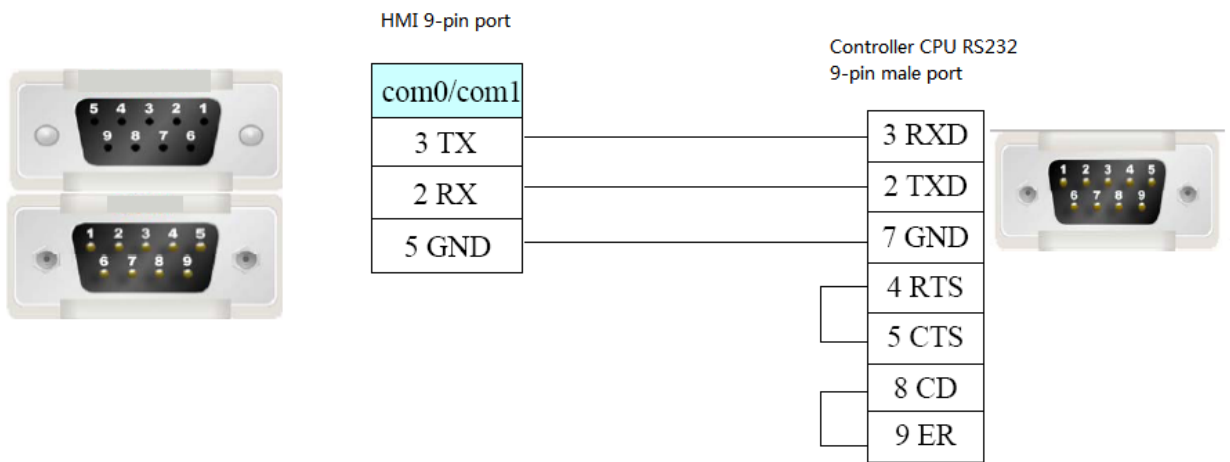 HMI 9-pin port
Controller CPU RS232
9-pin male port
5 4 3 2 1
9 8 7 6
1 2 3 4 5
6 7 8 9
com0/com1
3 TX
2 RX
5 GND
3 RXD
2 TXD
7 GND
4 RTS
5 CTS
8 CD
9 ER
1 2 3 4 5
6 7 8 9